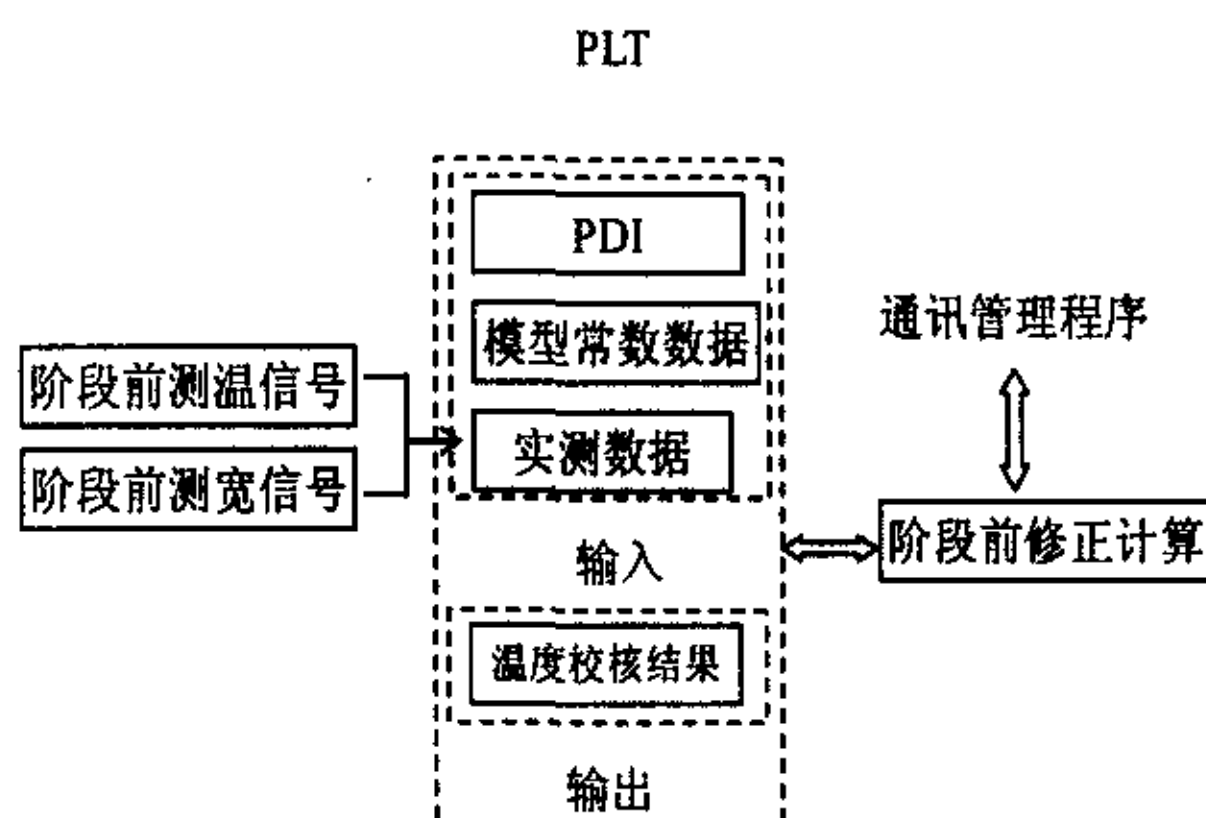 PLT
PDI
模型常数数据
实测数据
输入
温度校核结果
输出
阶段前测温信号
阶段前测宽信号
通讯管理程序
阶段前修正计算